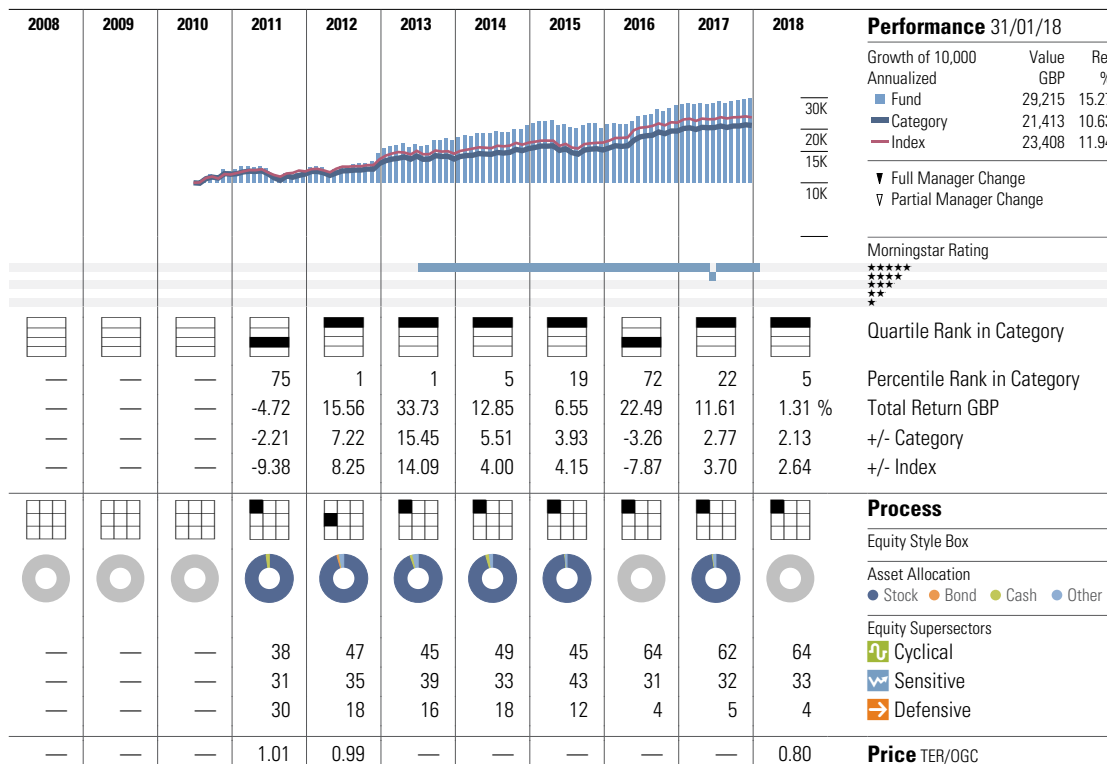 2008 2009 2010 2011 2012 2013 2014 2015 2016 2017 2018
Performance 31/01/18
Growth of 10,000 Value
Annualized GBP
Fund 29,215
Category 21,413
Index 23,408
30K
20K
15K
10K
Full Manager Change
Partial Manager Change
Morningstar Rating
★★★★★
★★★★
★★★
★★
★
Quartile Rank in Category
— — — 75 1 1 5 19 72 22 5 Percentile Rank in Category
— — — -4.72 15.56 33.73 12.85 6.55 22.49 11.61 1.31 % Total Return GBP
— — — -2.21 7.22 15.45 5.51 3.93 -3.26 2.77 2.13 +/- Category
— — — -9.38 8.25 14.09 4.00 4.15 -7.87 3.70 2.64 +/- Index
Process
Equity Style Box
Asset Allocation
Stock Bond Cash Other
Equity Supersectors
— — — 38 47 45 49 45 64 62 64 Cyclical
— — — 31 35 39 33 43 31 32 33 Sensitive
— — — 30 18 16 18 12 4 5 4 Defensive
— — — 1.01 0.99 — — — — — 0.80 Price TER/OGC